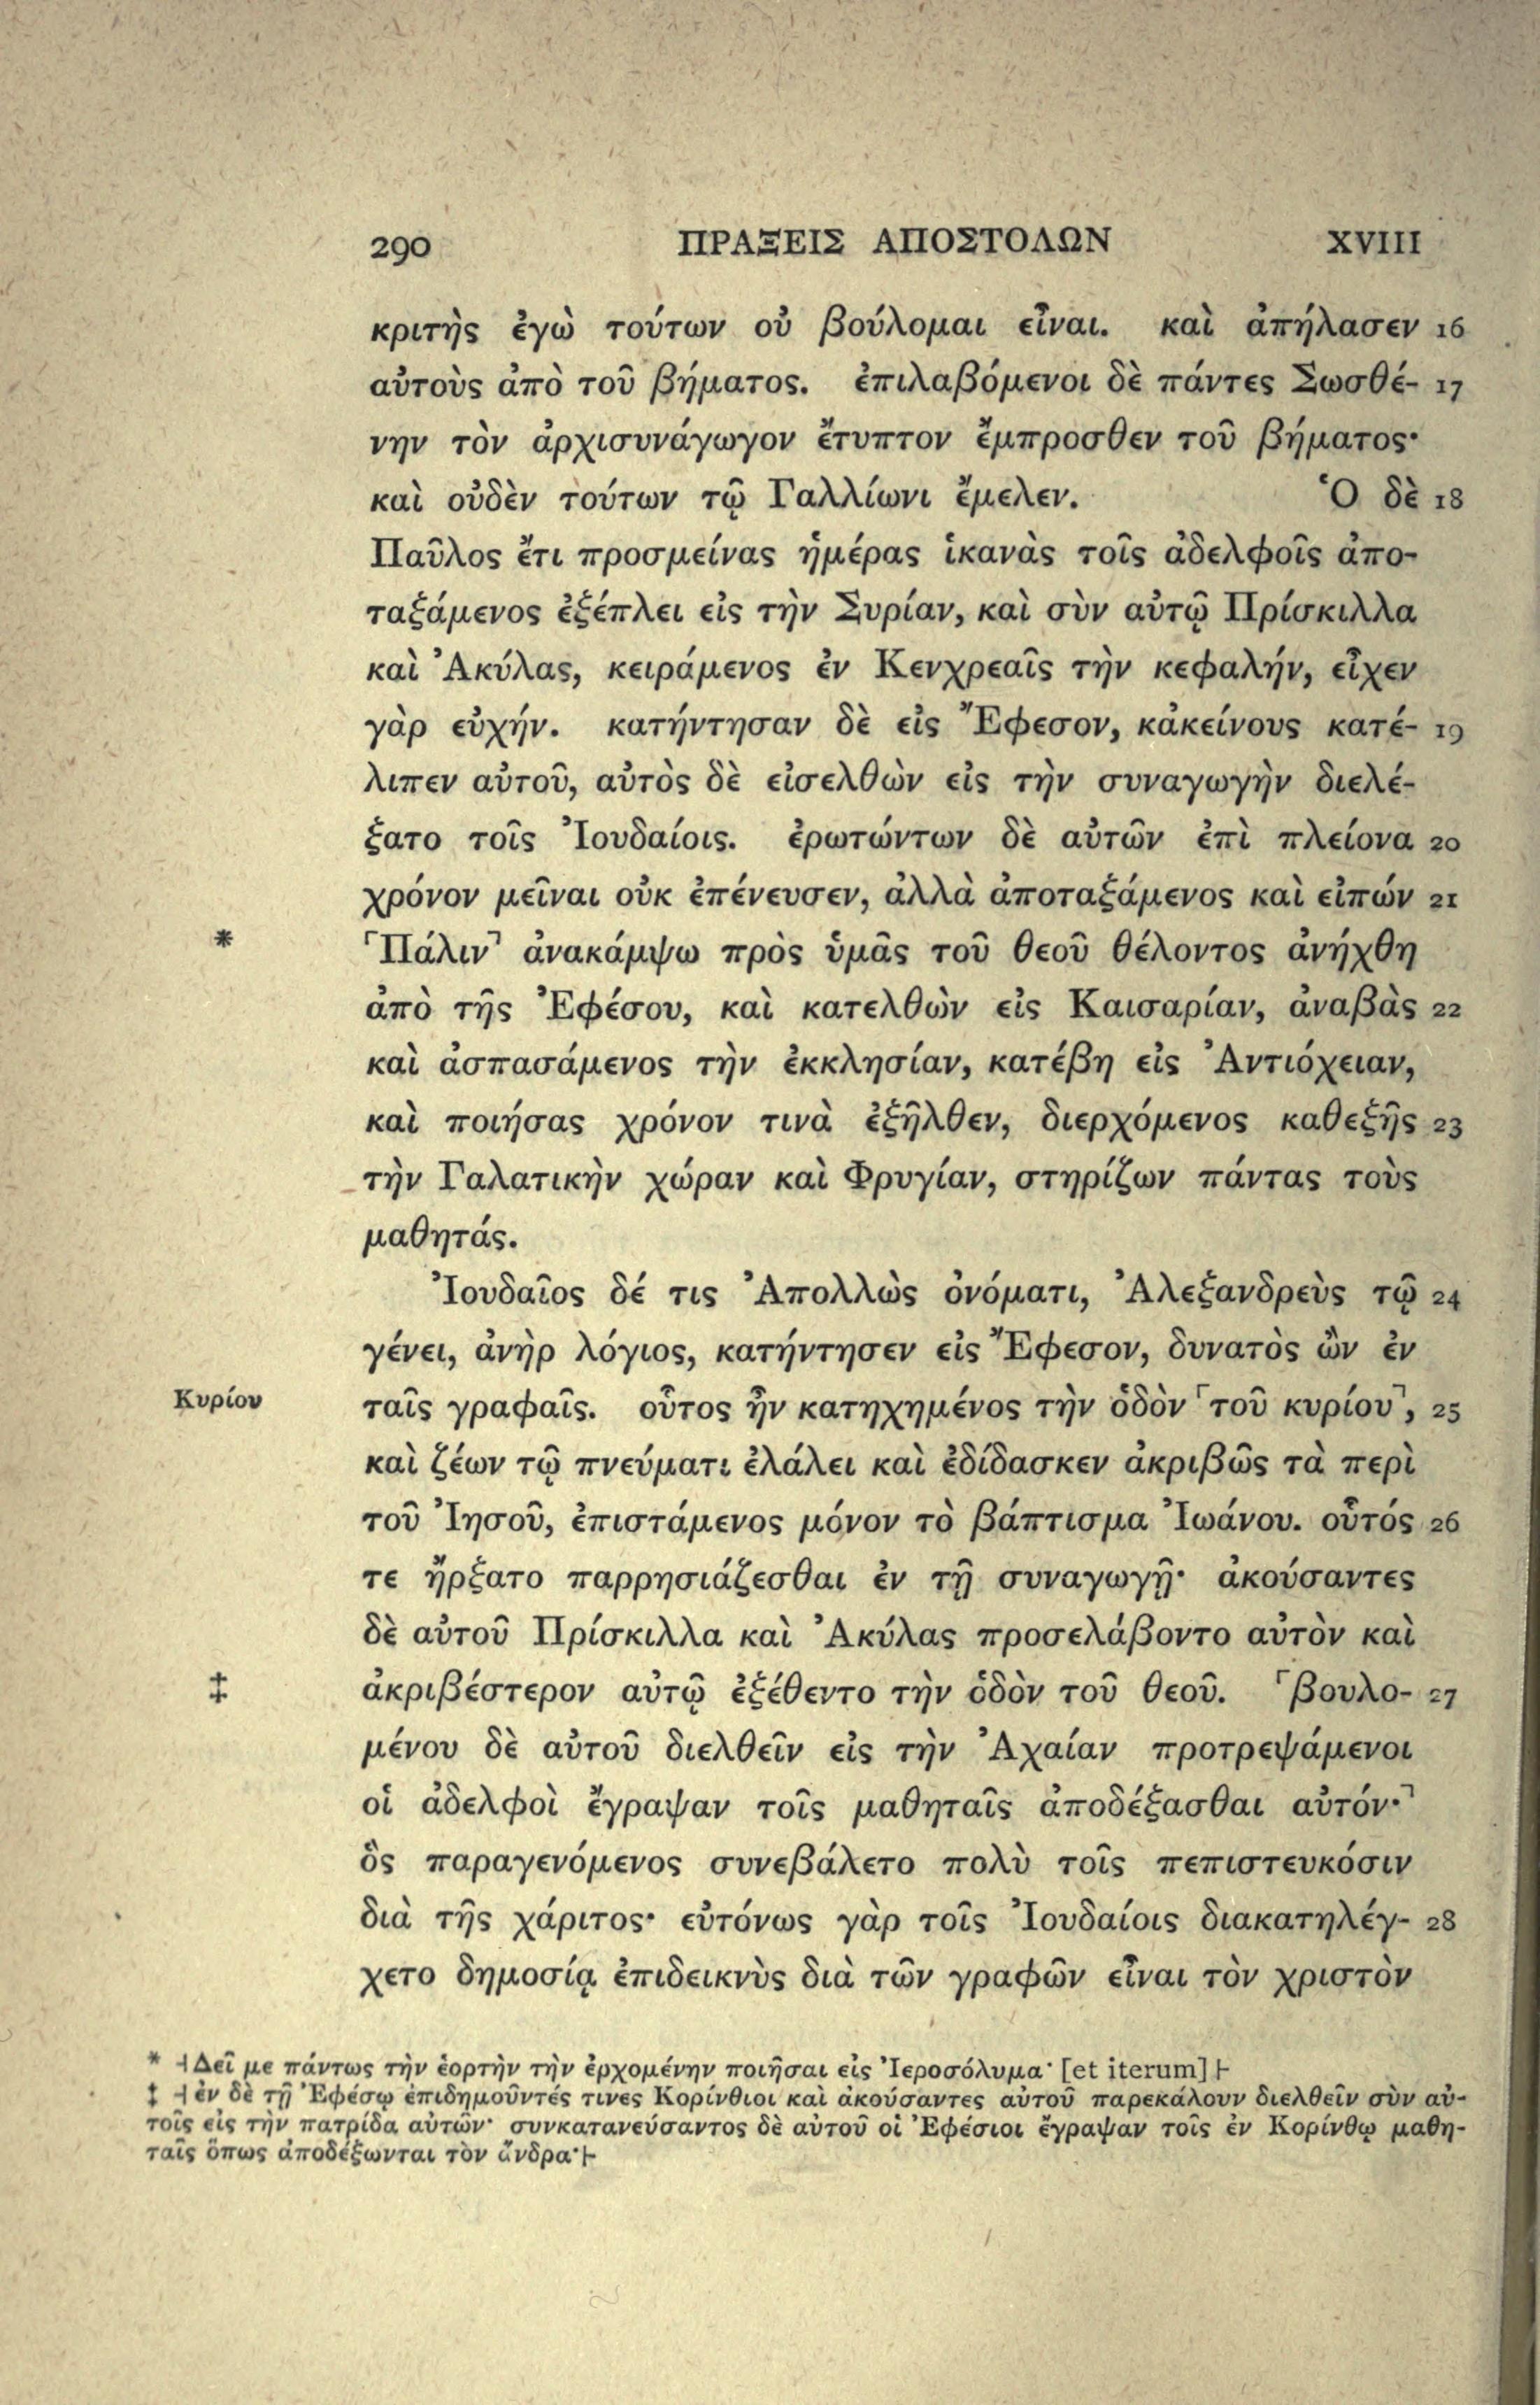 290 ΠΡΑΞΕΙΣ ΑΠΟΣΤΟΛΩΝ XVIII
κριτὴς ἐγὼ τούτων οὐ βούλομαι εἶναι. καὶ ἀπήλασεν 16
αὐτοὺς ἀπὸ τοῦ βήματος. ἐπιλαβόμενοι δὲ πάντες Σωσθέ- 17
νην τὸν ἀρχισυνάγωγον ἔτυπτον ἔμπροσθεν τοῦ βήματος·
καὶ οὐδὲν τούτων τῷ Γαλλίωνι ἔμελεν. Ὁ δὲ 18
Παῦλος ἔτι προσμείνας ἡμέρας ἱκανὰς τοῖς ἀδελφοῖς ἀπο-
ταξάμενος ἐξέπλει εἰς τὴν Συρίαν, καὶ σὺν αὐτῷ Πρίσκιλλα
καὶ Ἀκύλας, κειράμενος ἐν Κενχρεαῖς τὴν κεφαλήν, εἶχεν
γὰρ εὐχήν. κατήντησαν δὲ εἰς Ἔφεσον, κἀκείνους κατέ- 19
λιπεν αὐτοῦ, αὐτὸς δὲ εἰσελθὼν εἰς τὴν συναγωγὴν διελέ-
ξατο τοῖς Ἰουδαίοις. ἐρωτώντων δὲ αὐτῶν ἐπὶ πλείονα 20
χρόνον μεῖναι οὐκ ἐπένευσεν, ἀλλὰ ἀποταξάμενος καὶ εἰπών 21
* ⌜Πάλιν⌝ ἀνακάμψω πρὸς ὑμᾶς τοῦ θεοῦ θέλοντος ἀνήχθη
ἀπὸ τῆς Ἐφέσου, καὶ κατελθὼν εἰς Καισαρίαν, ἀναβὰς 22
καὶ ἀσπασάμενος τὴν ἐκκλησίαν, κατέβη εἰς Ἀντιόχειαν,
καὶ ποιήσας χρόνον τινὰ ἐξῆλθεν, διερχόμενος καθεξῆς 23
τὴν Γαλατικὴν χώραν καὶ Φρυγίαν, στηρίζων πάντας τοὺς
μαθητάς.
Ἰουδαῖος δέ τις Ἀπολλὼς ὀνόματι, Ἀλεξανδρεὺς τῷ 24
γένει, ἀνὴρ λόγιος, κατήντησεν εἰς Ἔφεσον, δυνατὸς ὢν ἐν
Κυρίου ταῖς γραφαῖς. οὗτος ἦν κατηχημένος τὴν ὁδὸν ⌜τοῦ κυρίου⌝, 25
καὶ ζέων τῷ πνεύματι ἐλάλει καὶ ἐδίδασκεν ἀκριβῶς τὰ περὶ
τοῦ Ἰησοῦ, ἐπιστάμενος μόνον τὸ βάπτισμα Ἰωάνου. οὗτός 26
τε ἤρξατο παρρησιάζεσθαι ἐν τῇ συναγωγῇ· ἀκούσαντες
δὲ αὐτοῦ Πρίσκιλλα καὶ Ἀκύλας προσελάβοντο αὐτὸν καὶ
‡ ἀκριβέστερον αὐτῷ ἐξέθεντο τὴν ὁδὸν τοῦ θεοῦ. ⌜βουλο- 27
μένου δὲ αὐτοῦ διελθεῖν εἰς τὴν Ἀχαίαν προτρεψάμενοι
οἱ ἀδελφοὶ ἔγραψαν τοῖς μαθηταῖς ἀποδέξασθαι αὐτόν·⌝
ὃς παραγενόμενος συνεβάλετο πολὺ τοῖς πεπιστευκόσιν
διὰ τῆς χάριτος· εὐτόνως γὰρ τοῖς Ἰουδαίοις διακατηλέγ- 28
χετο δημοσίᾳ ἐπιδεικνὺς διὰ τῶν γραφῶν εἶναι τὸν χριστὸν
* ⊣Δεῖ με πάντως τὴν ἑορτὴν τὴν ἐρχομένην ποιῆσαι εἰς Ἰεροσόλυμα· [et iterum]⊢
‡ ⊣ἐν δὲ τῇ Ἐφέσῳ ἐπιδημοῦντές τινες Κορίνθιοι καὶ ἀκούσαντες αὐτοῦ παρεκάλουν διελθεῖν σὺν αὐ-
τοῖς εἰς τὴν πατρίδα αὐτῶν· συνκατανεύσαντος δὲ αὐτοῦ οἱ Ἐφέσιοι ἔγραψαν τοῖς ἐν Κορίνθῳ μαθη-
ταῖς ὅπως ἀποδέξωνται τὸν ἄνδρα·⊢